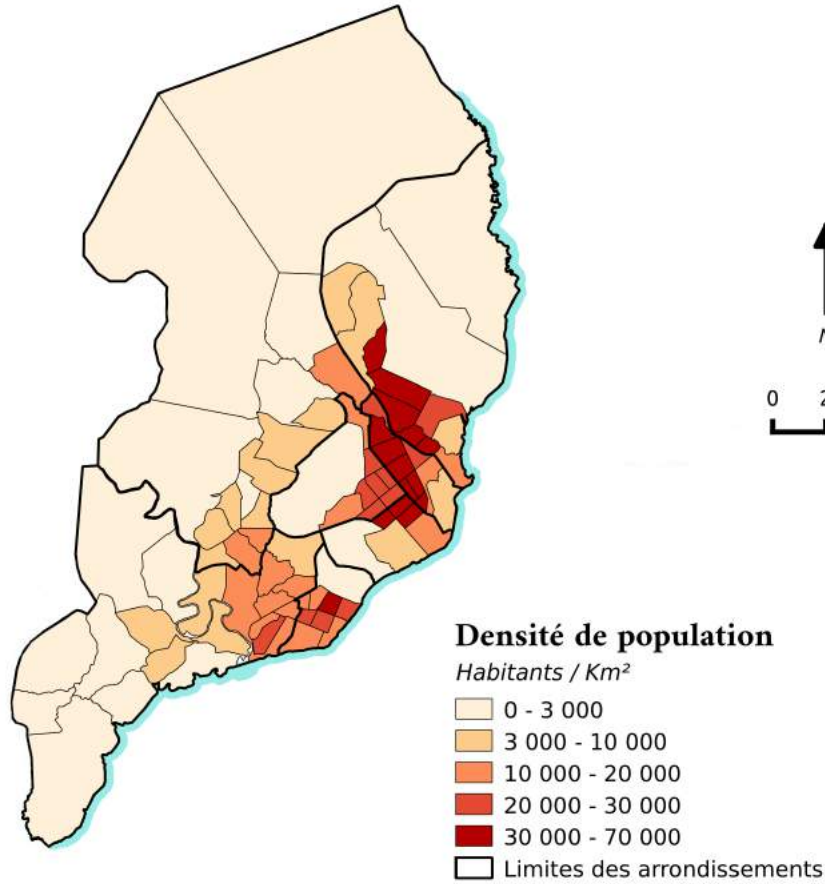 0
Densité de population
Habitants / Km²
0 - 3 000
3 000 - 10 000
10 000 - 20 000
20 000 - 30 000
30 000 - 70 000
Limites des arrondissements